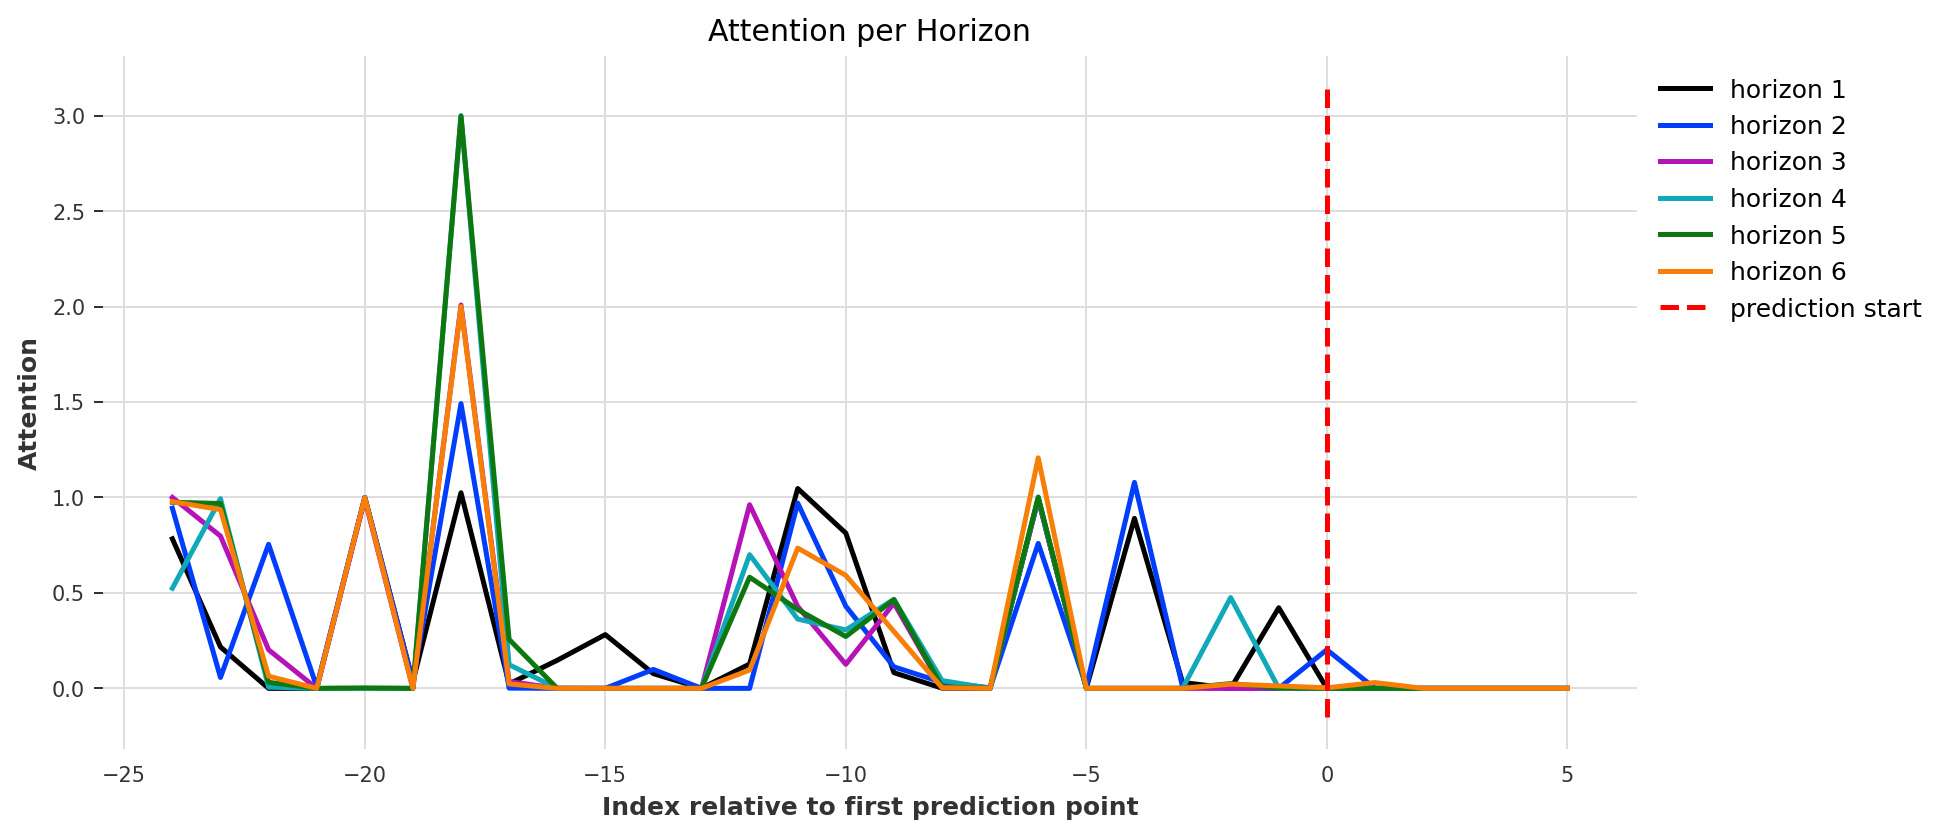 Attention per Horizon
3.0
2.5
2.0
1.5
1.0
0.5
0.0
Attention
−25
−20
−15
−10
−5
0
5
Index relative to first prediction point
horizon 1
horizon 2
horizon 3
horizon 4
horizon 5
horizon 6
prediction start